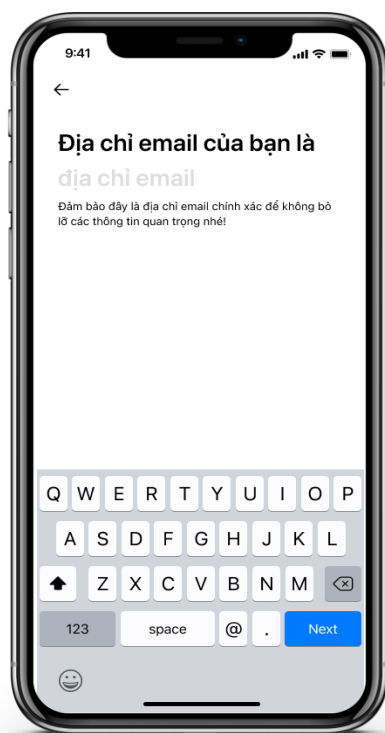 9:41
Địa chỉ email của bạn là
địa chỉ email
Đảm bảo đây là địa chỉ email chính xác để không bỏ
lỡ các thông tin quan trọng nhé!
Q W E R T Y U I O P
A S D F G H J K L
Z X C V B N M
123 space @ . Next